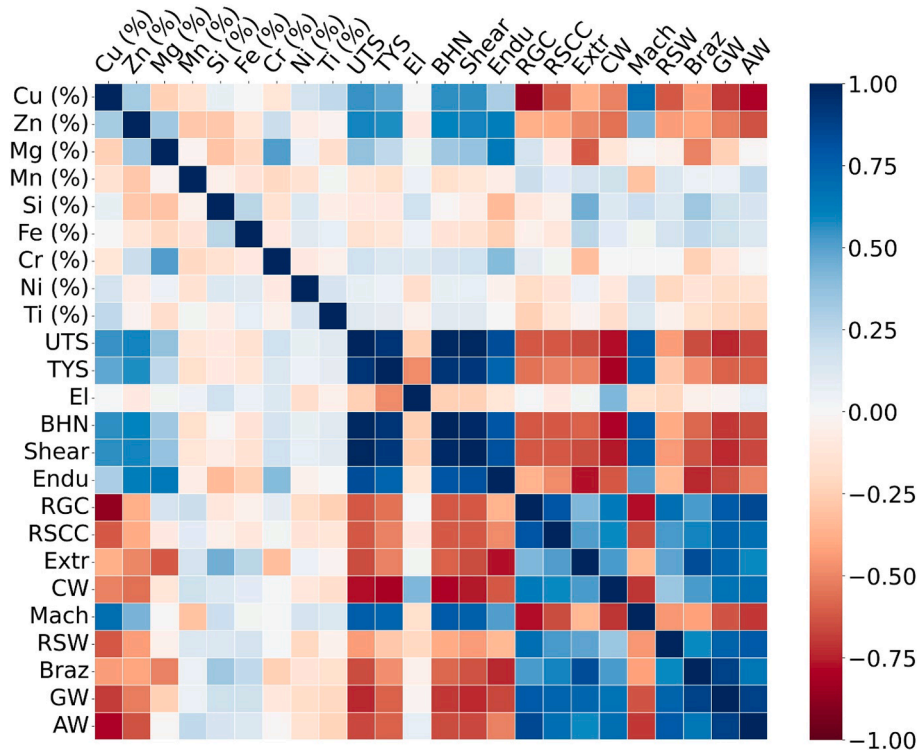 Cu (%) Zn (%) Mg (%) Mn (%) Si (%) Fe (%) Cr (%) Ni (%) Ti (%) UTS TYS El BHN Shear Endu RGC RSCC Extr CW Mach RSW Braz GW AW
Cu (%)
Zn (%)
Mg (%)
Mn (%)
Si (%)
Fe (%)
Cr (%)
Ni (%)
Ti (%)
UTS
TYS
El
BHN
Shear
Endu
RGC
RSCC
Extr
CW
Mach
RSW
Braz
GW
AW
1.00
0.75
0.50
0.25
0.00
−0.25
−0.50
−0.75
−1.00